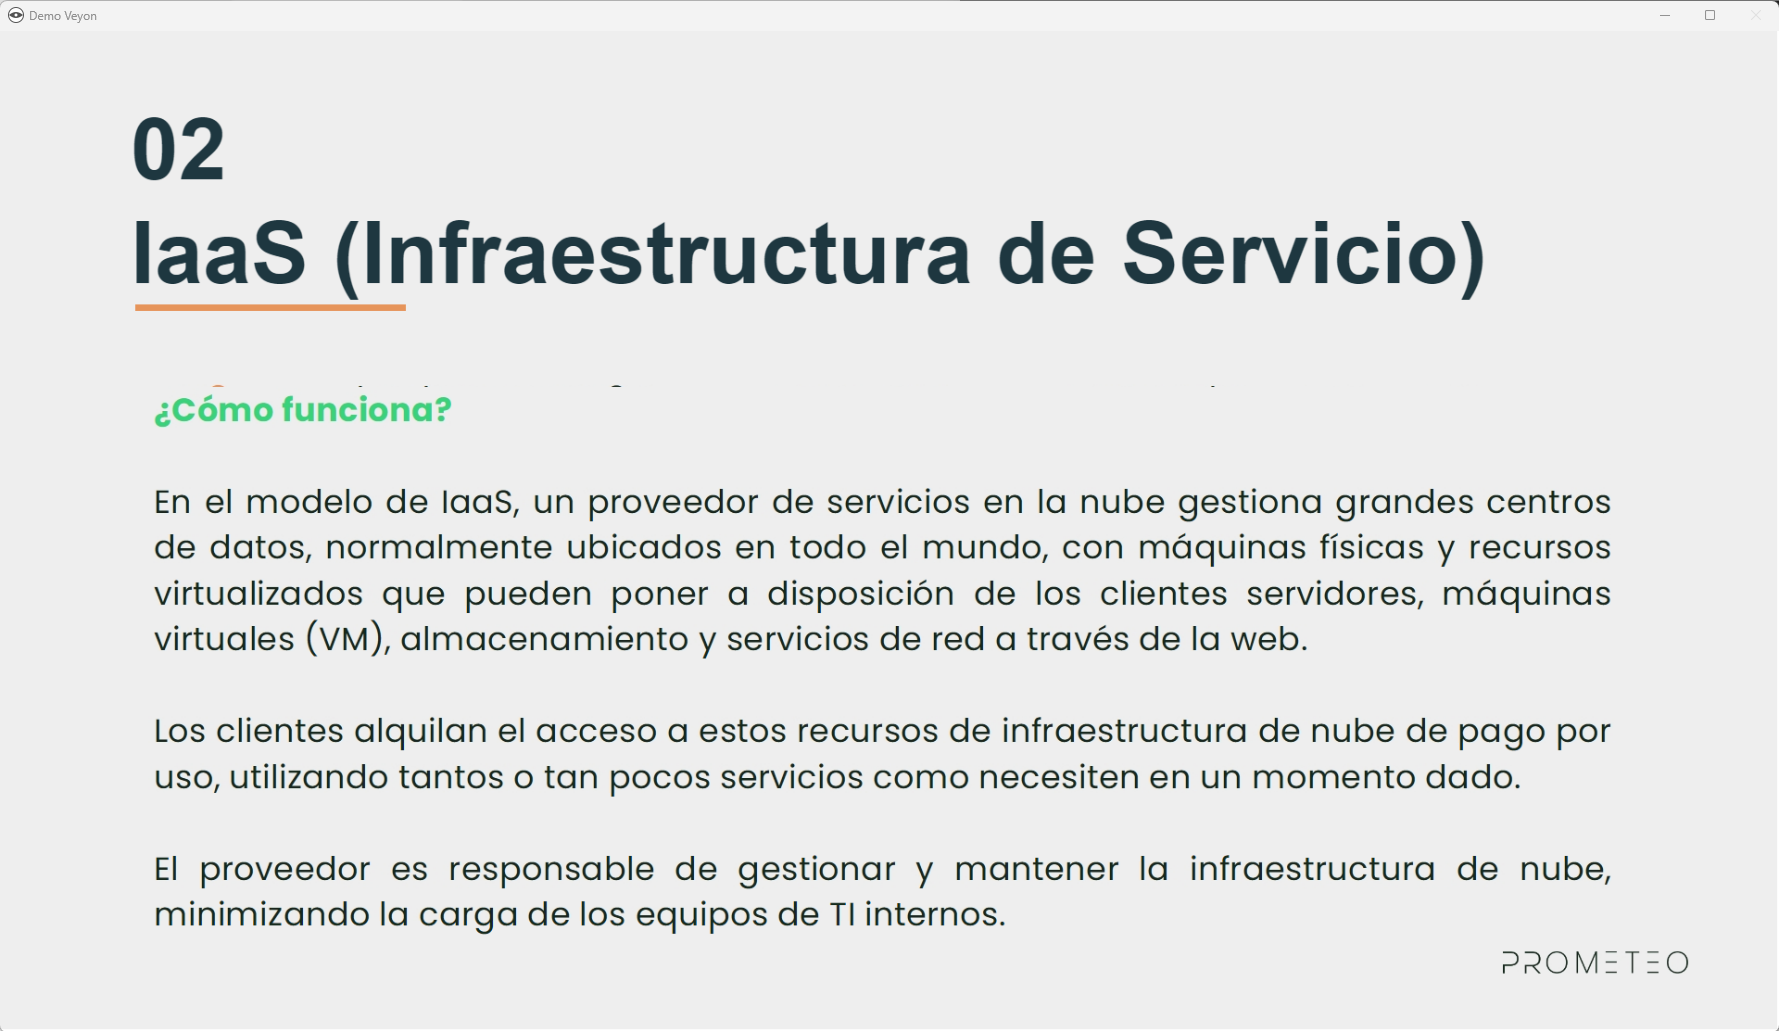 Demo Veyon
02
IaaS (Infraestructura de Servicio)
¿Cómo funciona?
En el modelo de IaaS, un proveedor de servicios en la nube gestiona grandes centros
de datos, normalmente ubicados en todo el mundo, con máquinas físicas y recursos
virtualizados que pueden poner a disposición de los clientes servidores, máquinas
virtuales (VM), almacenamiento y servicios de red a través de la web.
Los clientes alquilan el acceso a estos recursos de infraestructura de nube de pago por
uso, utilizando tantos o tan pocos servicios como necesiten en un momento dado.
El proveedor es responsable de gestionar y mantener la infraestructura de nube,
minimizando la carga de los equipos de TI internos.
PROMETEO